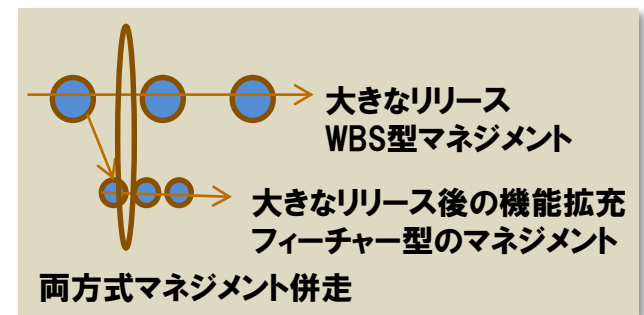 大きなリリース
WBS型マネジメント
大きなリリース後の機能拡充
フィーチャー型のマネジメント
両方式マネジメント併走